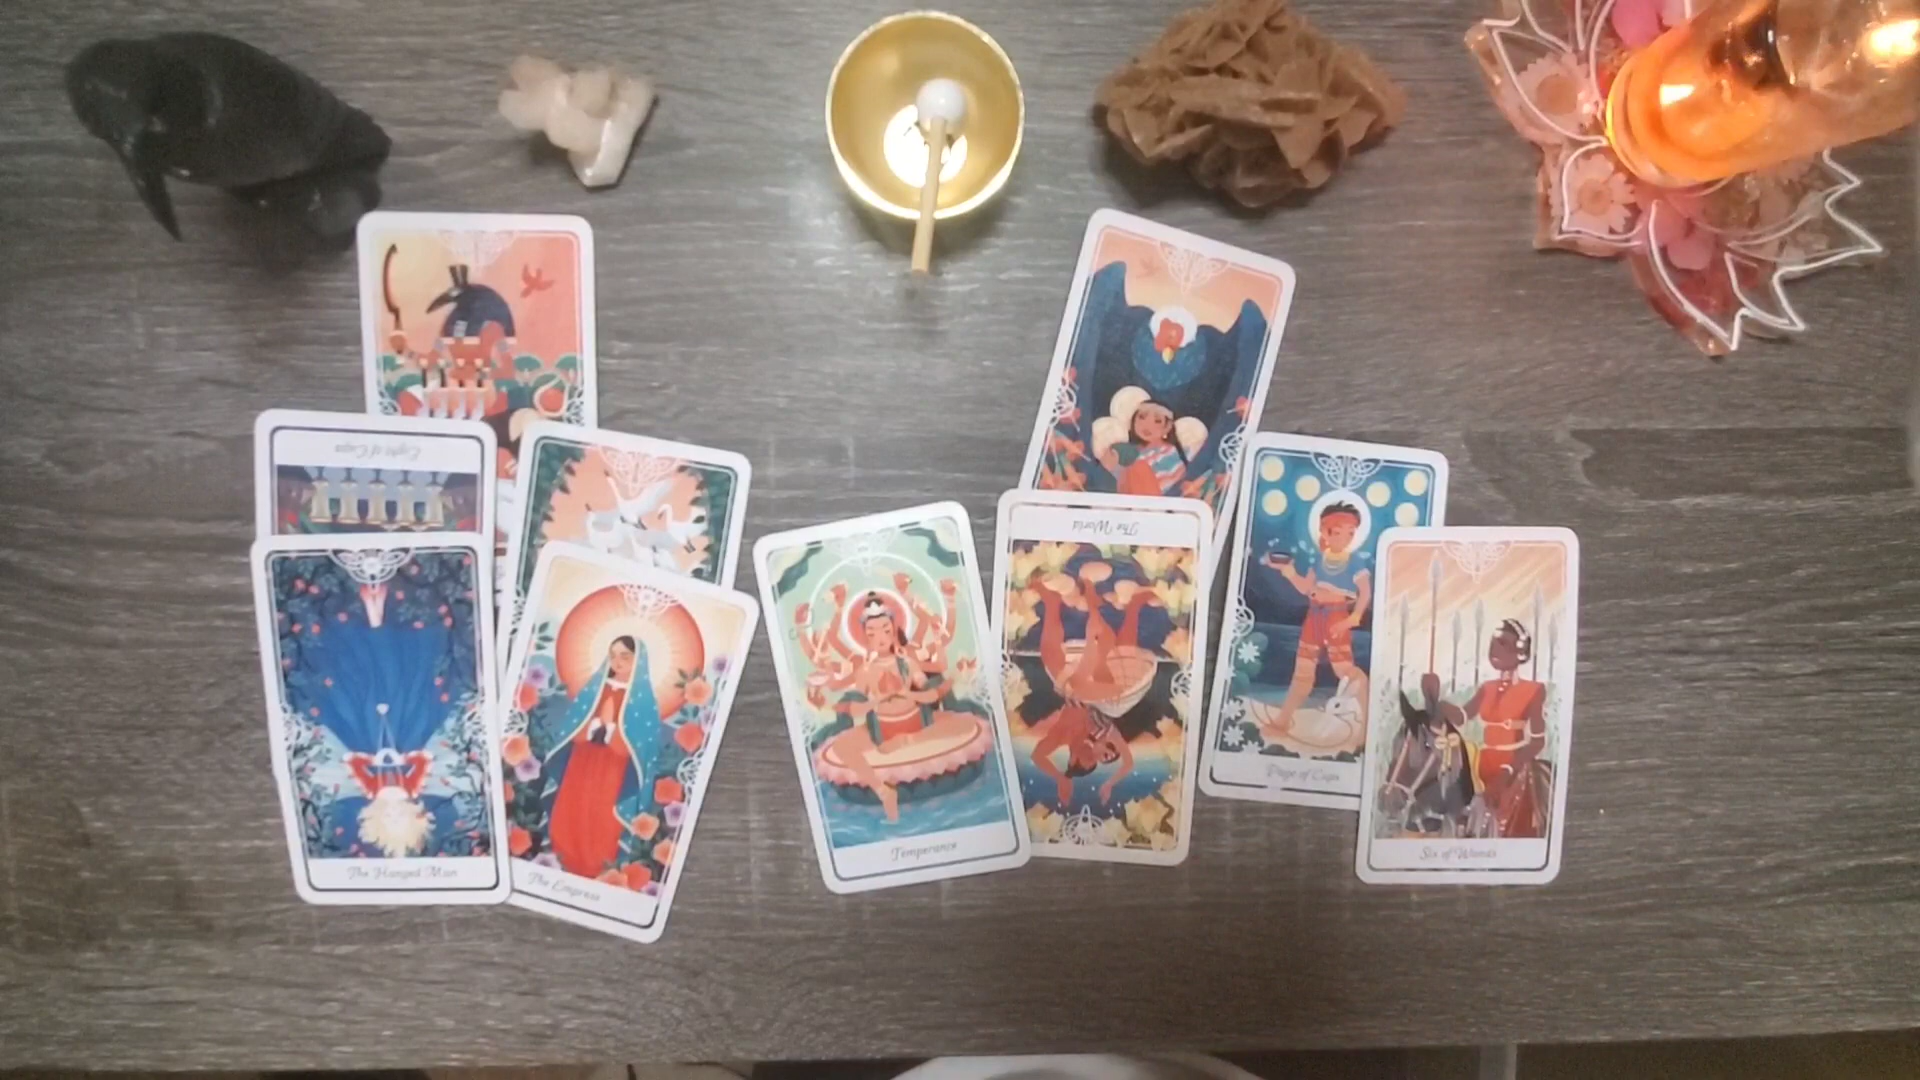 Eight of Cups
The World
Page of Cups
Temperance
Six of Wands
The Hanged Man
The Empress